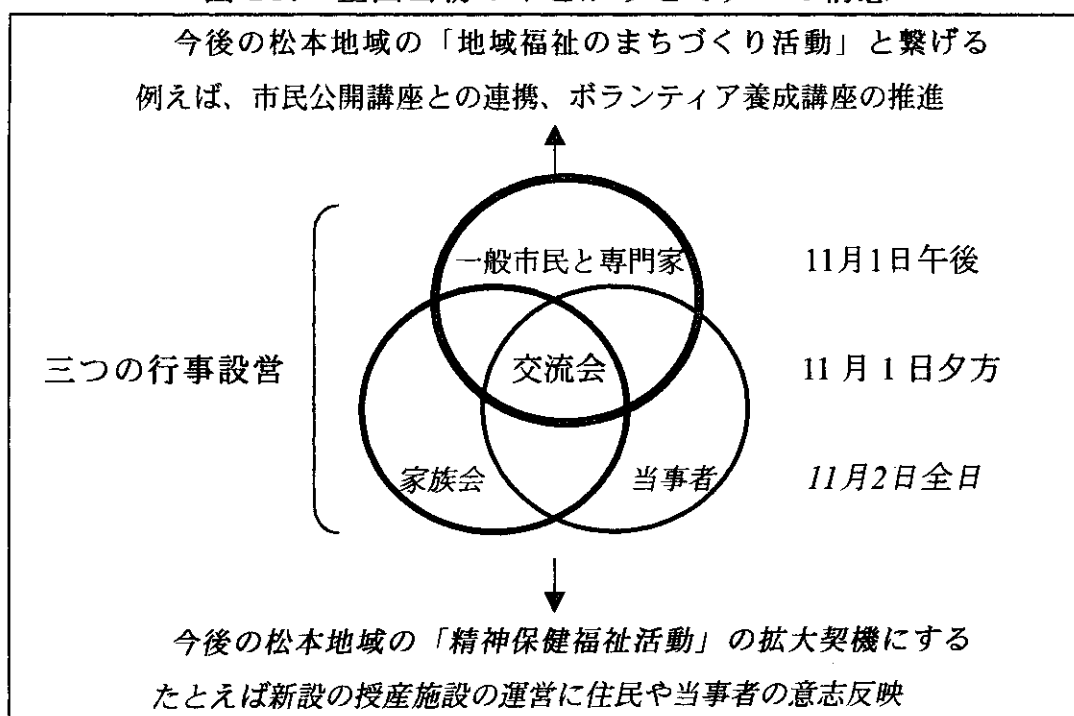 今後の松本地域の「地域福祉のまちづくり活動」と繋げる
例えば、市民公開講座との連携、ボランティア養成講座の推進
一般市民と専門家 11月1日午後
三つの行事設営 交流会 11月1日夕方
家族会 当事者 11月2日全日
今後の松本地域の「精神保健福祉活動」の拡大契機にする
たとえば新設の授産施設の運営に住民や当事者の意志反映